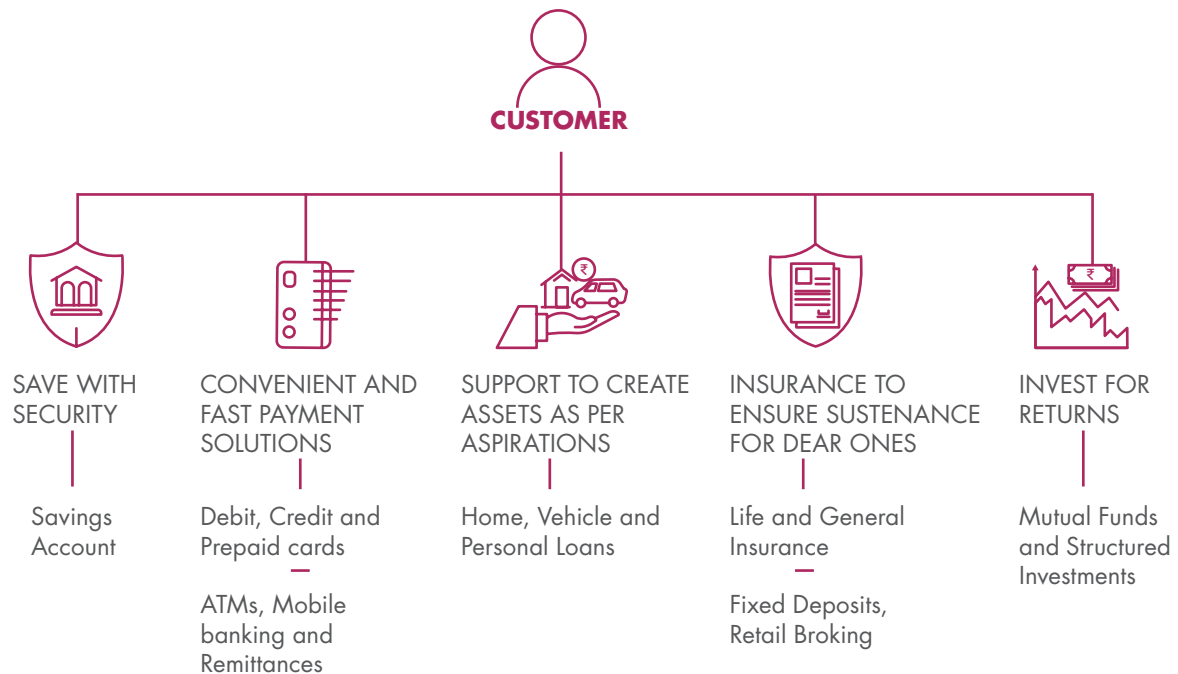 CUSTOMER
SAVE WITH
SECURITY
Savings
Account
CONVENIENT AND
FAST PAYMENT
SOLUTIONS
Debit, Credit and
Prepaid cards
ATMs, Mobile
banking and
Remittances
₹
SUPPORT TO CREATE
ASSETS AS PER
ASPIRATIONS
Home, Vehicle and
Personal Loans
INSURANCE TO
ENSURE SUSTENANCE
FOR DEAR ONES
Life and General
Insurance
Fixed Deposits,
Retail Broking
₹
INVEST FOR
RETURNS
Mutual Funds
and Structured
Investments